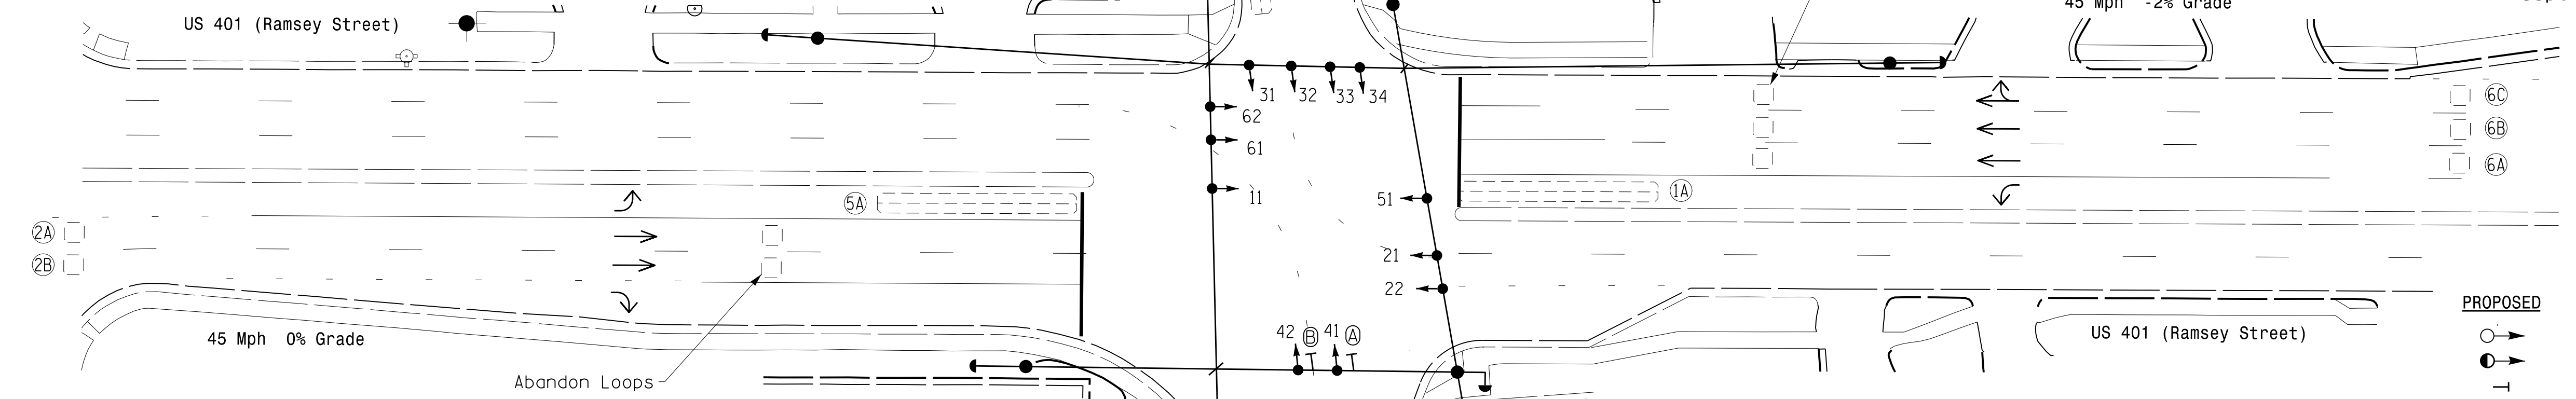 US 401 (Ramsey Street)
45 Mph -2% Grade
31 32 33 34
62
61
11
51
21
22
42 B 41 A
5A
1A
2A
2B
6C
6B
6A
45 Mph 0% Grade
Abandon Loops
US 401 (Ramsey Street)
PROPOSED